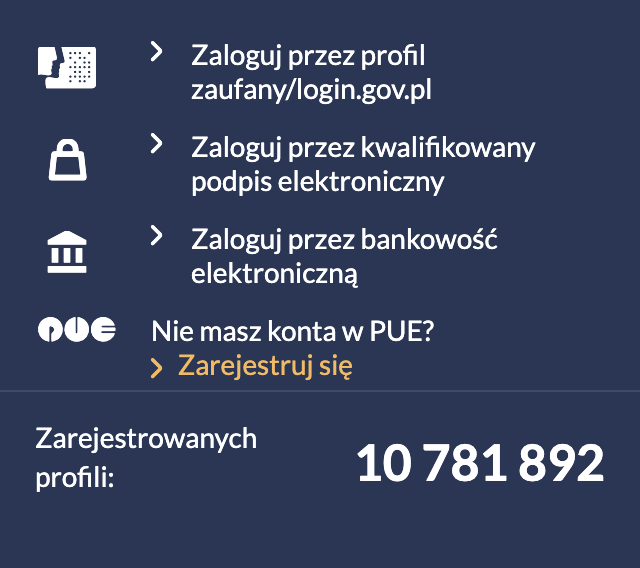 Zaloguj przez profil
zaufany/login.gov.pl
Zaloguj przez kwalifikowany
podpis elektroniczny
Zaloguj przez bankowość
elektroniczną
PUE
Nie masz konta w PUE?
Zarejestruj się
Zarejestrowanych
profili:
10 781 892